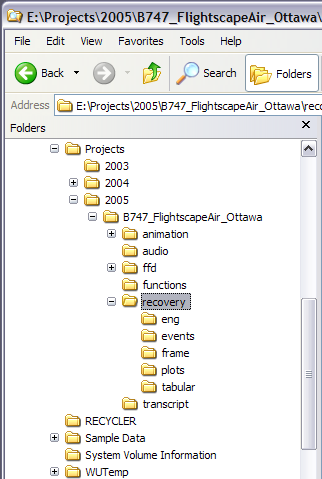 E:\Projects\2005\B747_FlightscapeAir_Ottawa\
File Edit View Favorites Tools Help
Back Search Folders
Address E:\Projects\2005\B747_FlightscapeAir_Ottawa\reco
Folders
Projects
2003
2004
2005
B747_FlightscapeAir_Ottawa
animation
audio
ffd
functions
recovery
eng
events
frame
plots
tabular
transcript
RECYCLER
Sample Data
System Volume Information
WUTemp